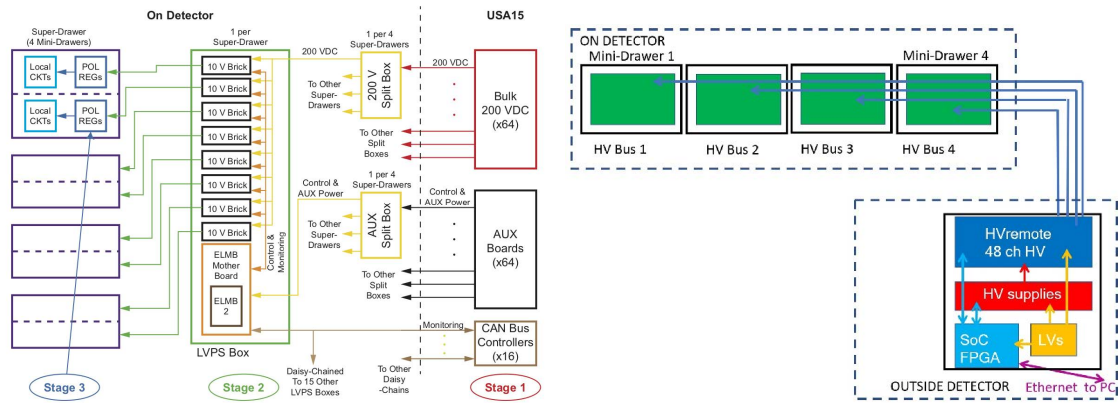 On Detector
USA15
Super-Drawer
(4 Mini-Drawers)
1 per
Super-Drawer
1 per 4
Super-Drawers
200 VDC
200 VDC
Local
CKTs
POL
REGs
Local
CKTs
POL
REGs
10 V Brick
10 V Brick
10 V Brick
10 V Brick
10 V Brick
10 V Brick
10 V Brick
10 V Brick
To Other
Super-
Drawers
200 V
Split Box
Bulk
200 VDC
(x64)
To Other
Split
Boxes
1 per 4
Super-Drawers
Control &
AUX Power
Control &
AUX Power
To Other
Super-
Drawers
AUX
Split Box
AUX
Boards
(x64)
To Other
Split
Boxes
Control &
Monitoring
ELMB
Mother
Board
ELMB
2
LVPS Box
Monitoring
CAN Bus
Controllers
(x16)
Daisy-Chained
To 15 Other
LVPS Boxes
To Other
Daisy
-Chains
Stage 3
Stage 2
Stage 1
ON DETECTOR
Mini-Drawer 1
Mini-Drawer 4
HV Bus 1
HV Bus 2
HV Bus 3
HV Bus 4
HVremote
48 ch HV
HV supplies
SoC
FPGA
LVs
OUTSIDE DETECTOR
Ethernet to PC